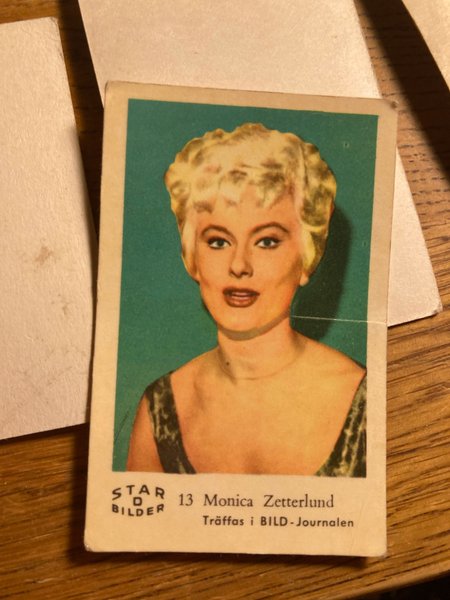 STAR
D
BILDER
13 Monica Zetterlund
Träffas i BILD-Journalen